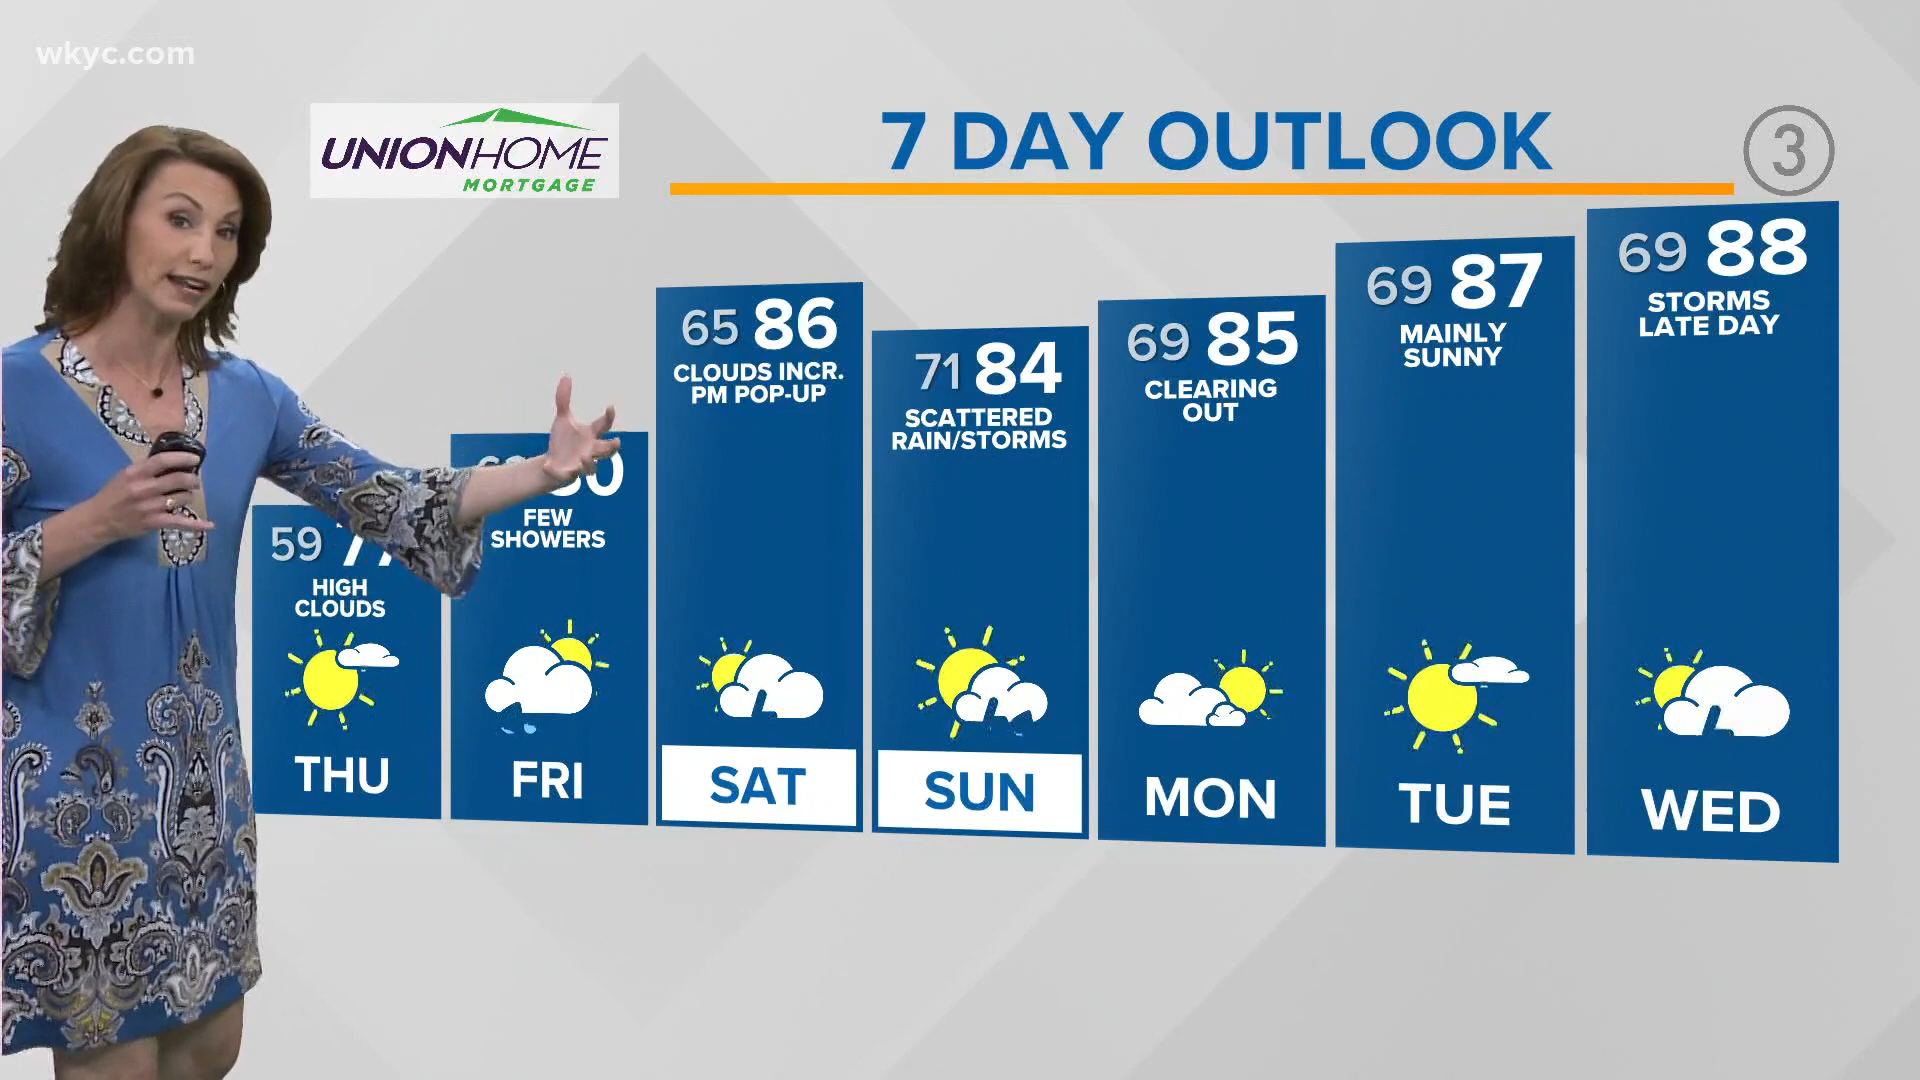 wkyc.com
UNIONHOME
MORTGAGE
7 DAY OUTLOOK
3
59
HIGH
CLOUDS
THU
FEW
SHOWERS
FRI
65 86
CLOUDS INCR.
PM POP-UP
SAT
71 84
SCATTERED
RAIN/STORMS
SUN
69 85
CLEARING
OUT
MON
69 87
MAINLY
SUNNY
TUE
69 88
STORMS
LATE DAY
WED